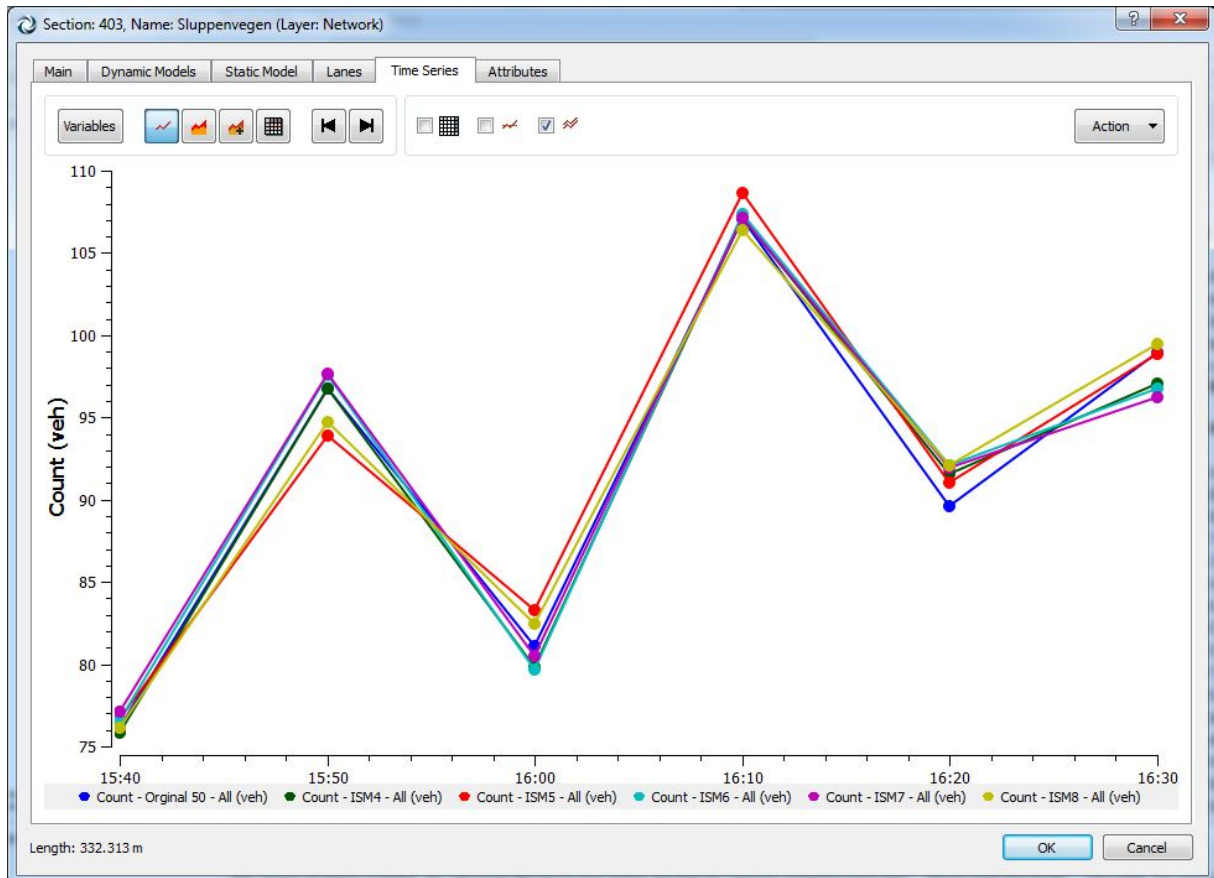 Section: 403, Name: Sluppenvegen (Layer: Network)
?
Main Dynamic Models Static Model Lanes Time Series Attributes
Variables
Action
110
105
100
95
90
85
80
75
Count (veh)
15:40 15:50 16:00 16:10 16:20 16:30
Count - Orginal 50 - All (veh) Count - ISM4 - All (veh) Count - ISM5 - All (veh) Count - ISM6 - All (veh) Count - ISM7 - All (veh) Count - ISM8 - All (veh)
Length: 332.313 m
OK Cancel